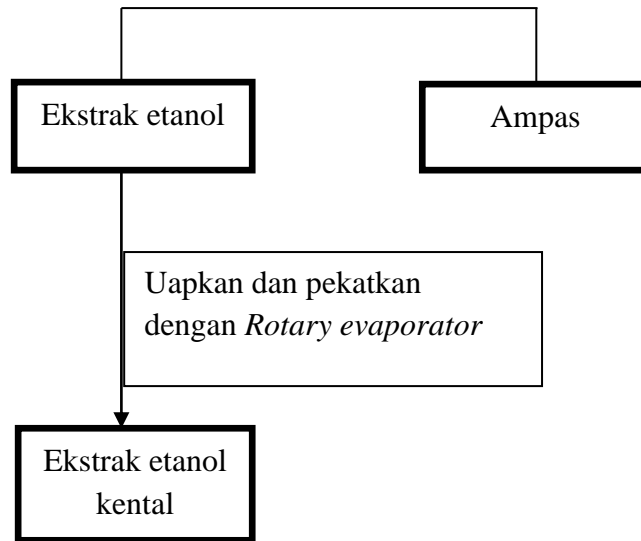 Ekstrak etanol
Ampas
Uapkan dan pekatkan
dengan Rotary evaporator
Ekstrak etanol
kental